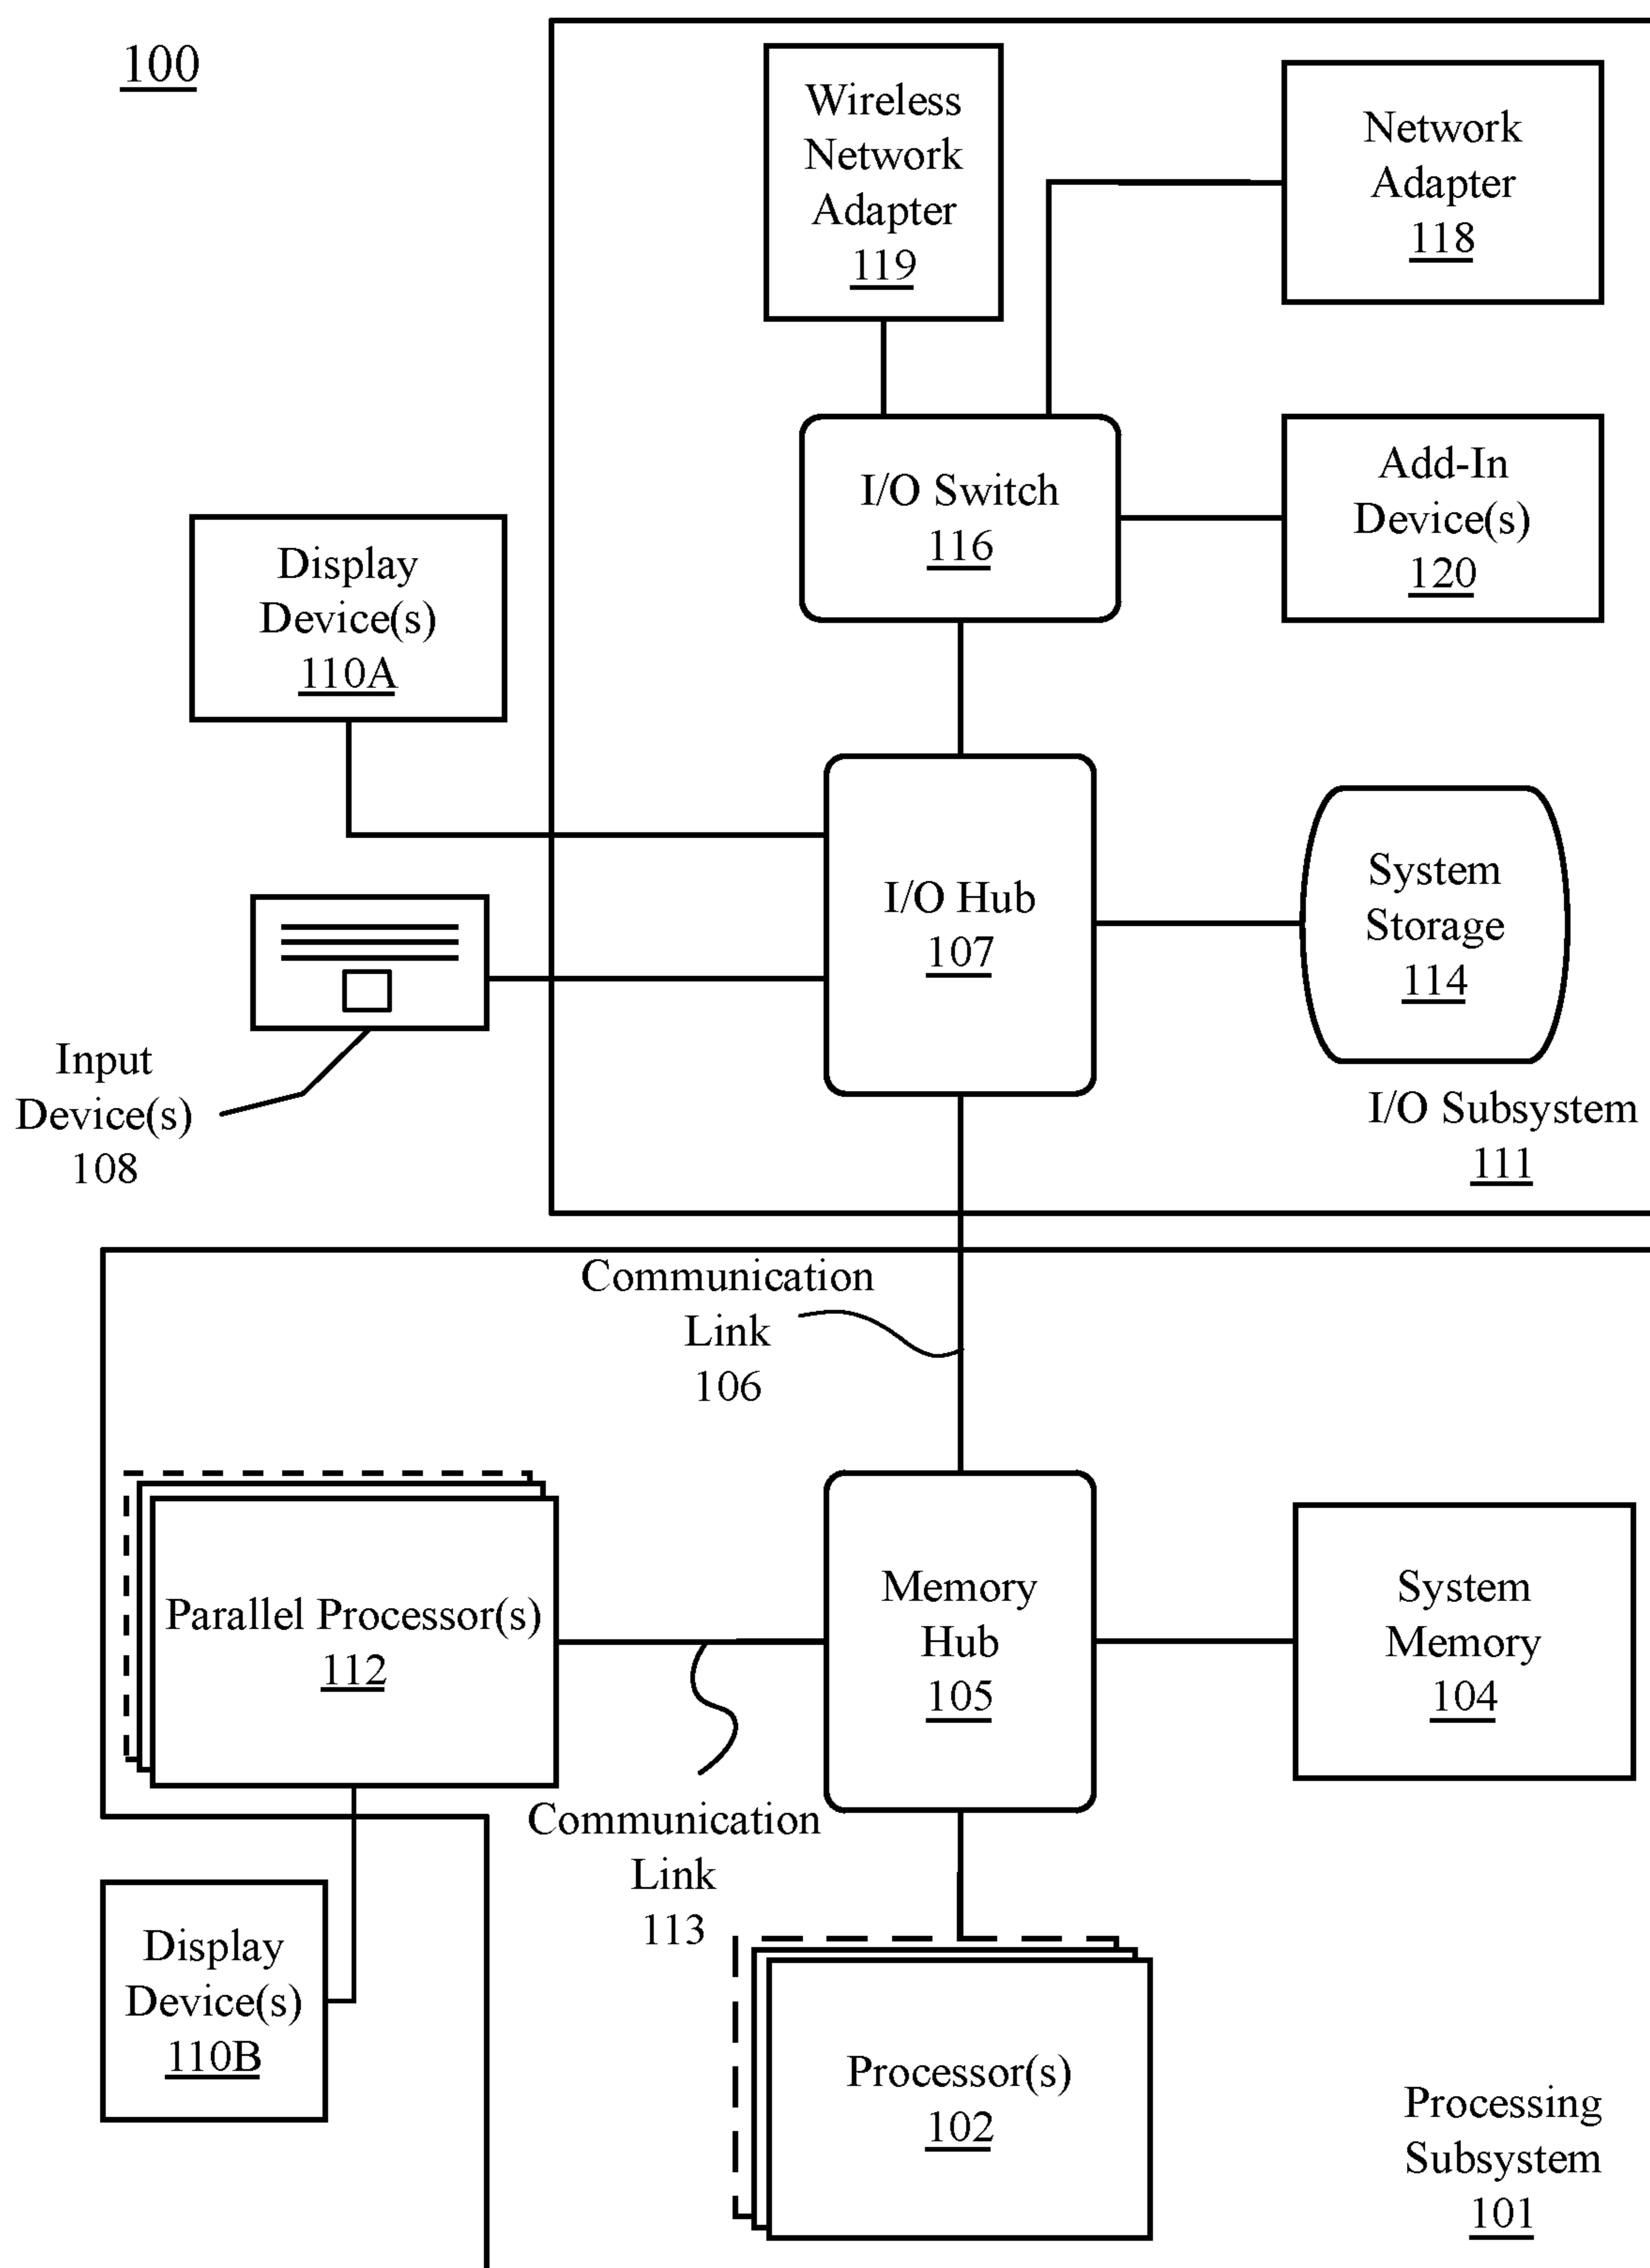 100
Wireless
Network
Adapter
119
Network
Adapter
118
I/O Switch
116
Add-In
Device(s)
120
Display
Device(s)
110A
I/O Hub
107
System
Storage
114
Input
Device(s)
108
I/O Subsystem
111
Communication
Link
106
Parallel Processor(s)
112
Memory
Hub
105
System
Memory
104
Communication
Link
113
Display
Device(s)
110B
Processor(s)
102
Processing
Subsystem
101